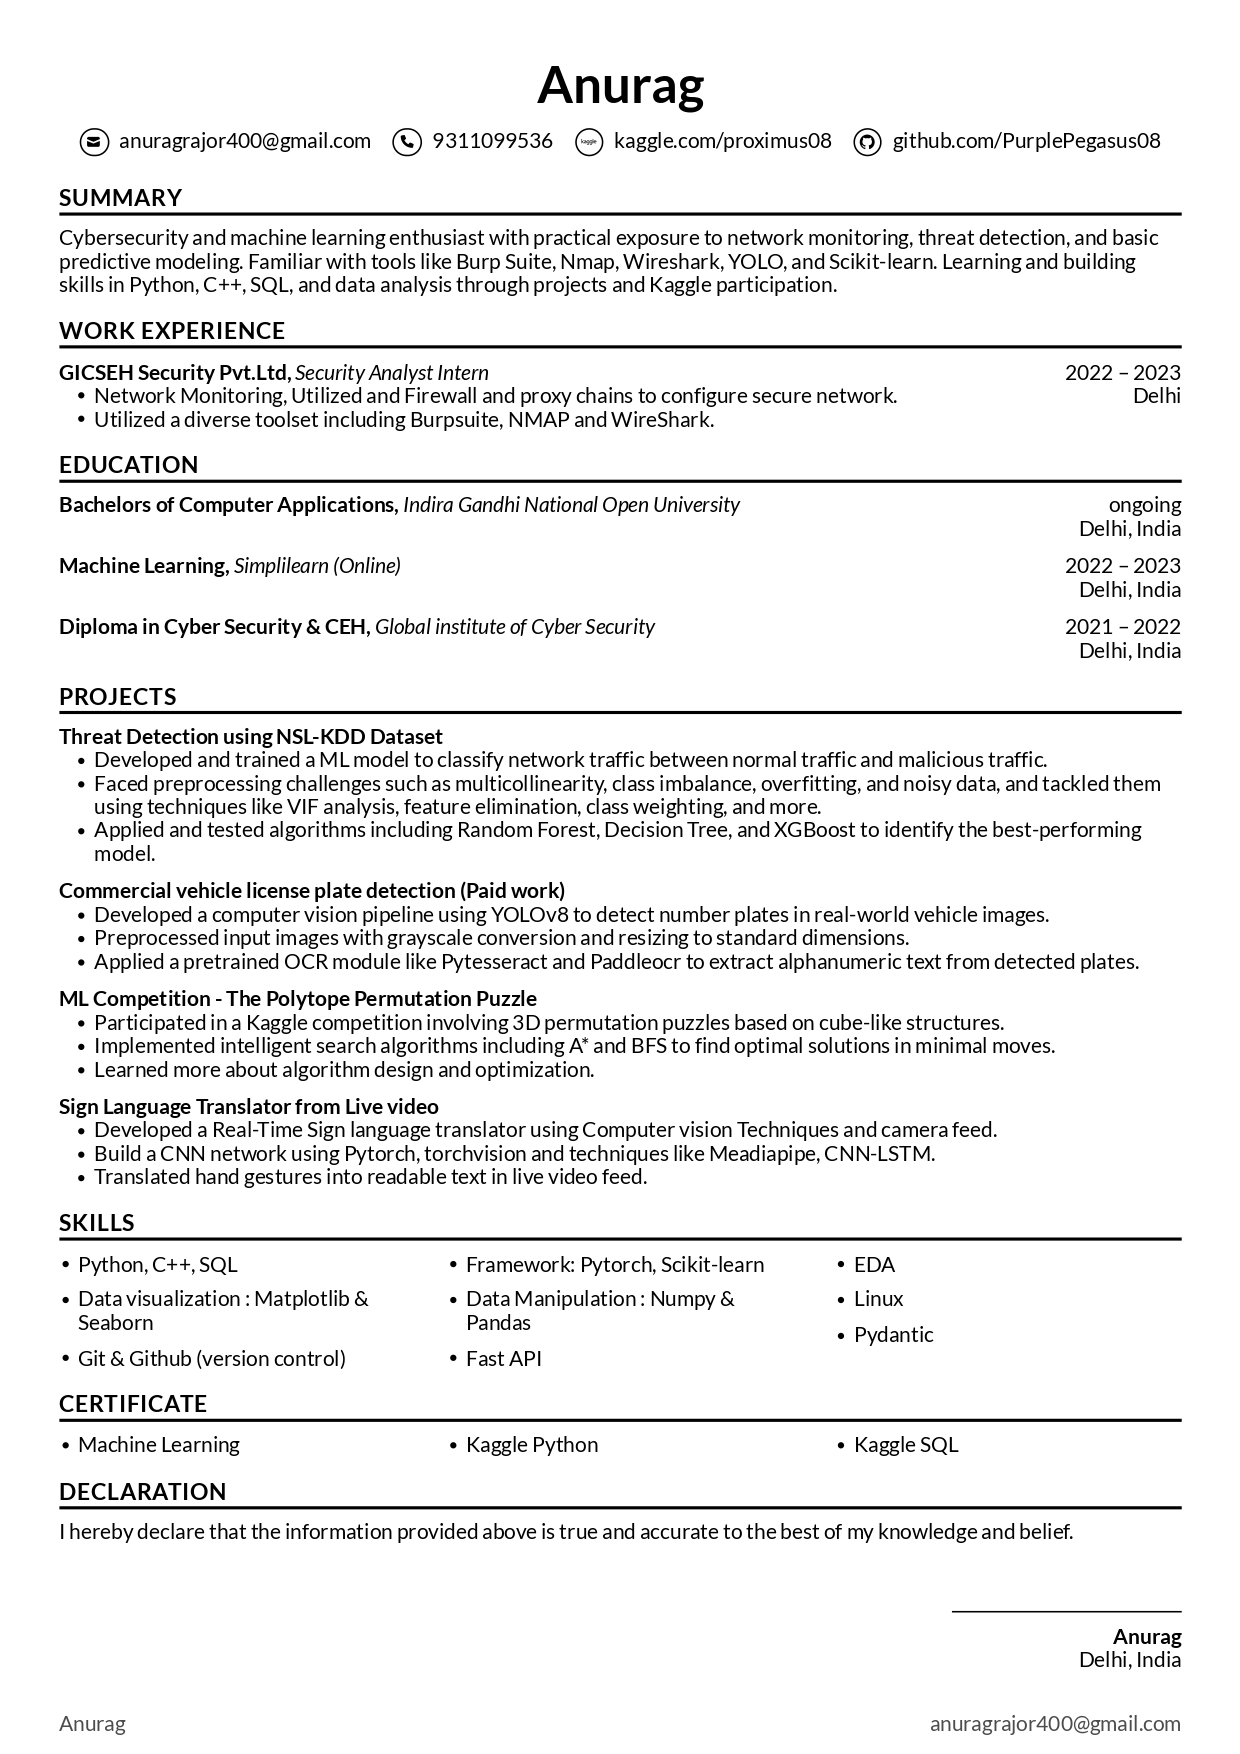 Anurag
anuragrajor400@gmail.com 9311099536 kaggle kaggle.com/proximus08 github.com/PurplePegasus08
SUMMARY
Cybersecurity and machine learning enthusiast with practical exposure to network monitoring, threat detection, and basic
predictive modeling. Familiar with tools like Burp Suite, Nmap, Wireshark, YOLO, and Scikit-learn. Learning and building
skills in Python, C++, SQL, and data analysis through projects and Kaggle participation.
WORK EXPERIENCE
GICSEH Security Pvt.Ltd, Security Analyst Intern 2022 – 2023
• Network Monitoring, Utilized and Firewall and proxy chains to configure secure network. Delhi
• Utilized a diverse toolset including Burpsuite, NMAP and WireShark.
EDUCATION
Bachelors of Computer Applications, Indira Gandhi National Open University ongoing
Delhi, India
Machine Learning, Simplilearn (Online) 2022 – 2023
Delhi, India
Diploma in Cyber Security & CEH, Global institute of Cyber Security 2021 – 2022
Delhi, India
PROJECTS
Threat Detection using NSL-KDD Dataset
• Developed and trained a ML model to classify network traffic between normal traffic and malicious traffic.
• Faced preprocessing challenges such as multicollinearity, class imbalance, overfitting, and noisy data, and tackled them
using techniques like VIF analysis, feature elimination, class weighting, and more.
• Applied and tested algorithms including Random Forest, Decision Tree, and XGBoost to identify the best-performing
model.
Commercial vehicle license plate detection (Paid work)
• Developed a computer vision pipeline using YOLOv8 to detect number plates in real-world vehicle images.
• Preprocessed input images with grayscale conversion and resizing to standard dimensions.
• Applied a pretrained OCR module like Pytesseract and Paddleocr to extract alphanumeric text from detected plates.
ML Competition - The Polytope Permutation Puzzle
• Participated in a Kaggle competition involving 3D permutation puzzles based on cube-like structures.
• Implemented intelligent search algorithms including A* and BFS to find optimal solutions in minimal moves.
• Learned more about algorithm design and optimization.
Sign Language Translator from Live video
• Developed a Real-Time Sign language translator using Computer vision Techniques and camera feed.
• Build a CNN network using Pytorch, torchvision and techniques like Meadiapipe, CNN-LSTM.
• Translated hand gestures into readable text in live video feed.
SKILLS
• Python, C++, SQL
• Data visualization : Matplotlib &
Seaborn
• Git & Github (version control)
• Framework: Pytorch, Scikit-learn
• Data Manipulation : Numpy &
Pandas
• Fast API
• EDA
• Linux
• Pydantic
CERTIFICATE
• Machine Learning • Kaggle Python • Kaggle SQL
DECLARATION
I hereby declare that the information provided above is true and accurate to the best of my knowledge and belief.
Anurag
Delhi, India
Anurag anuragrajor400@gmail.com